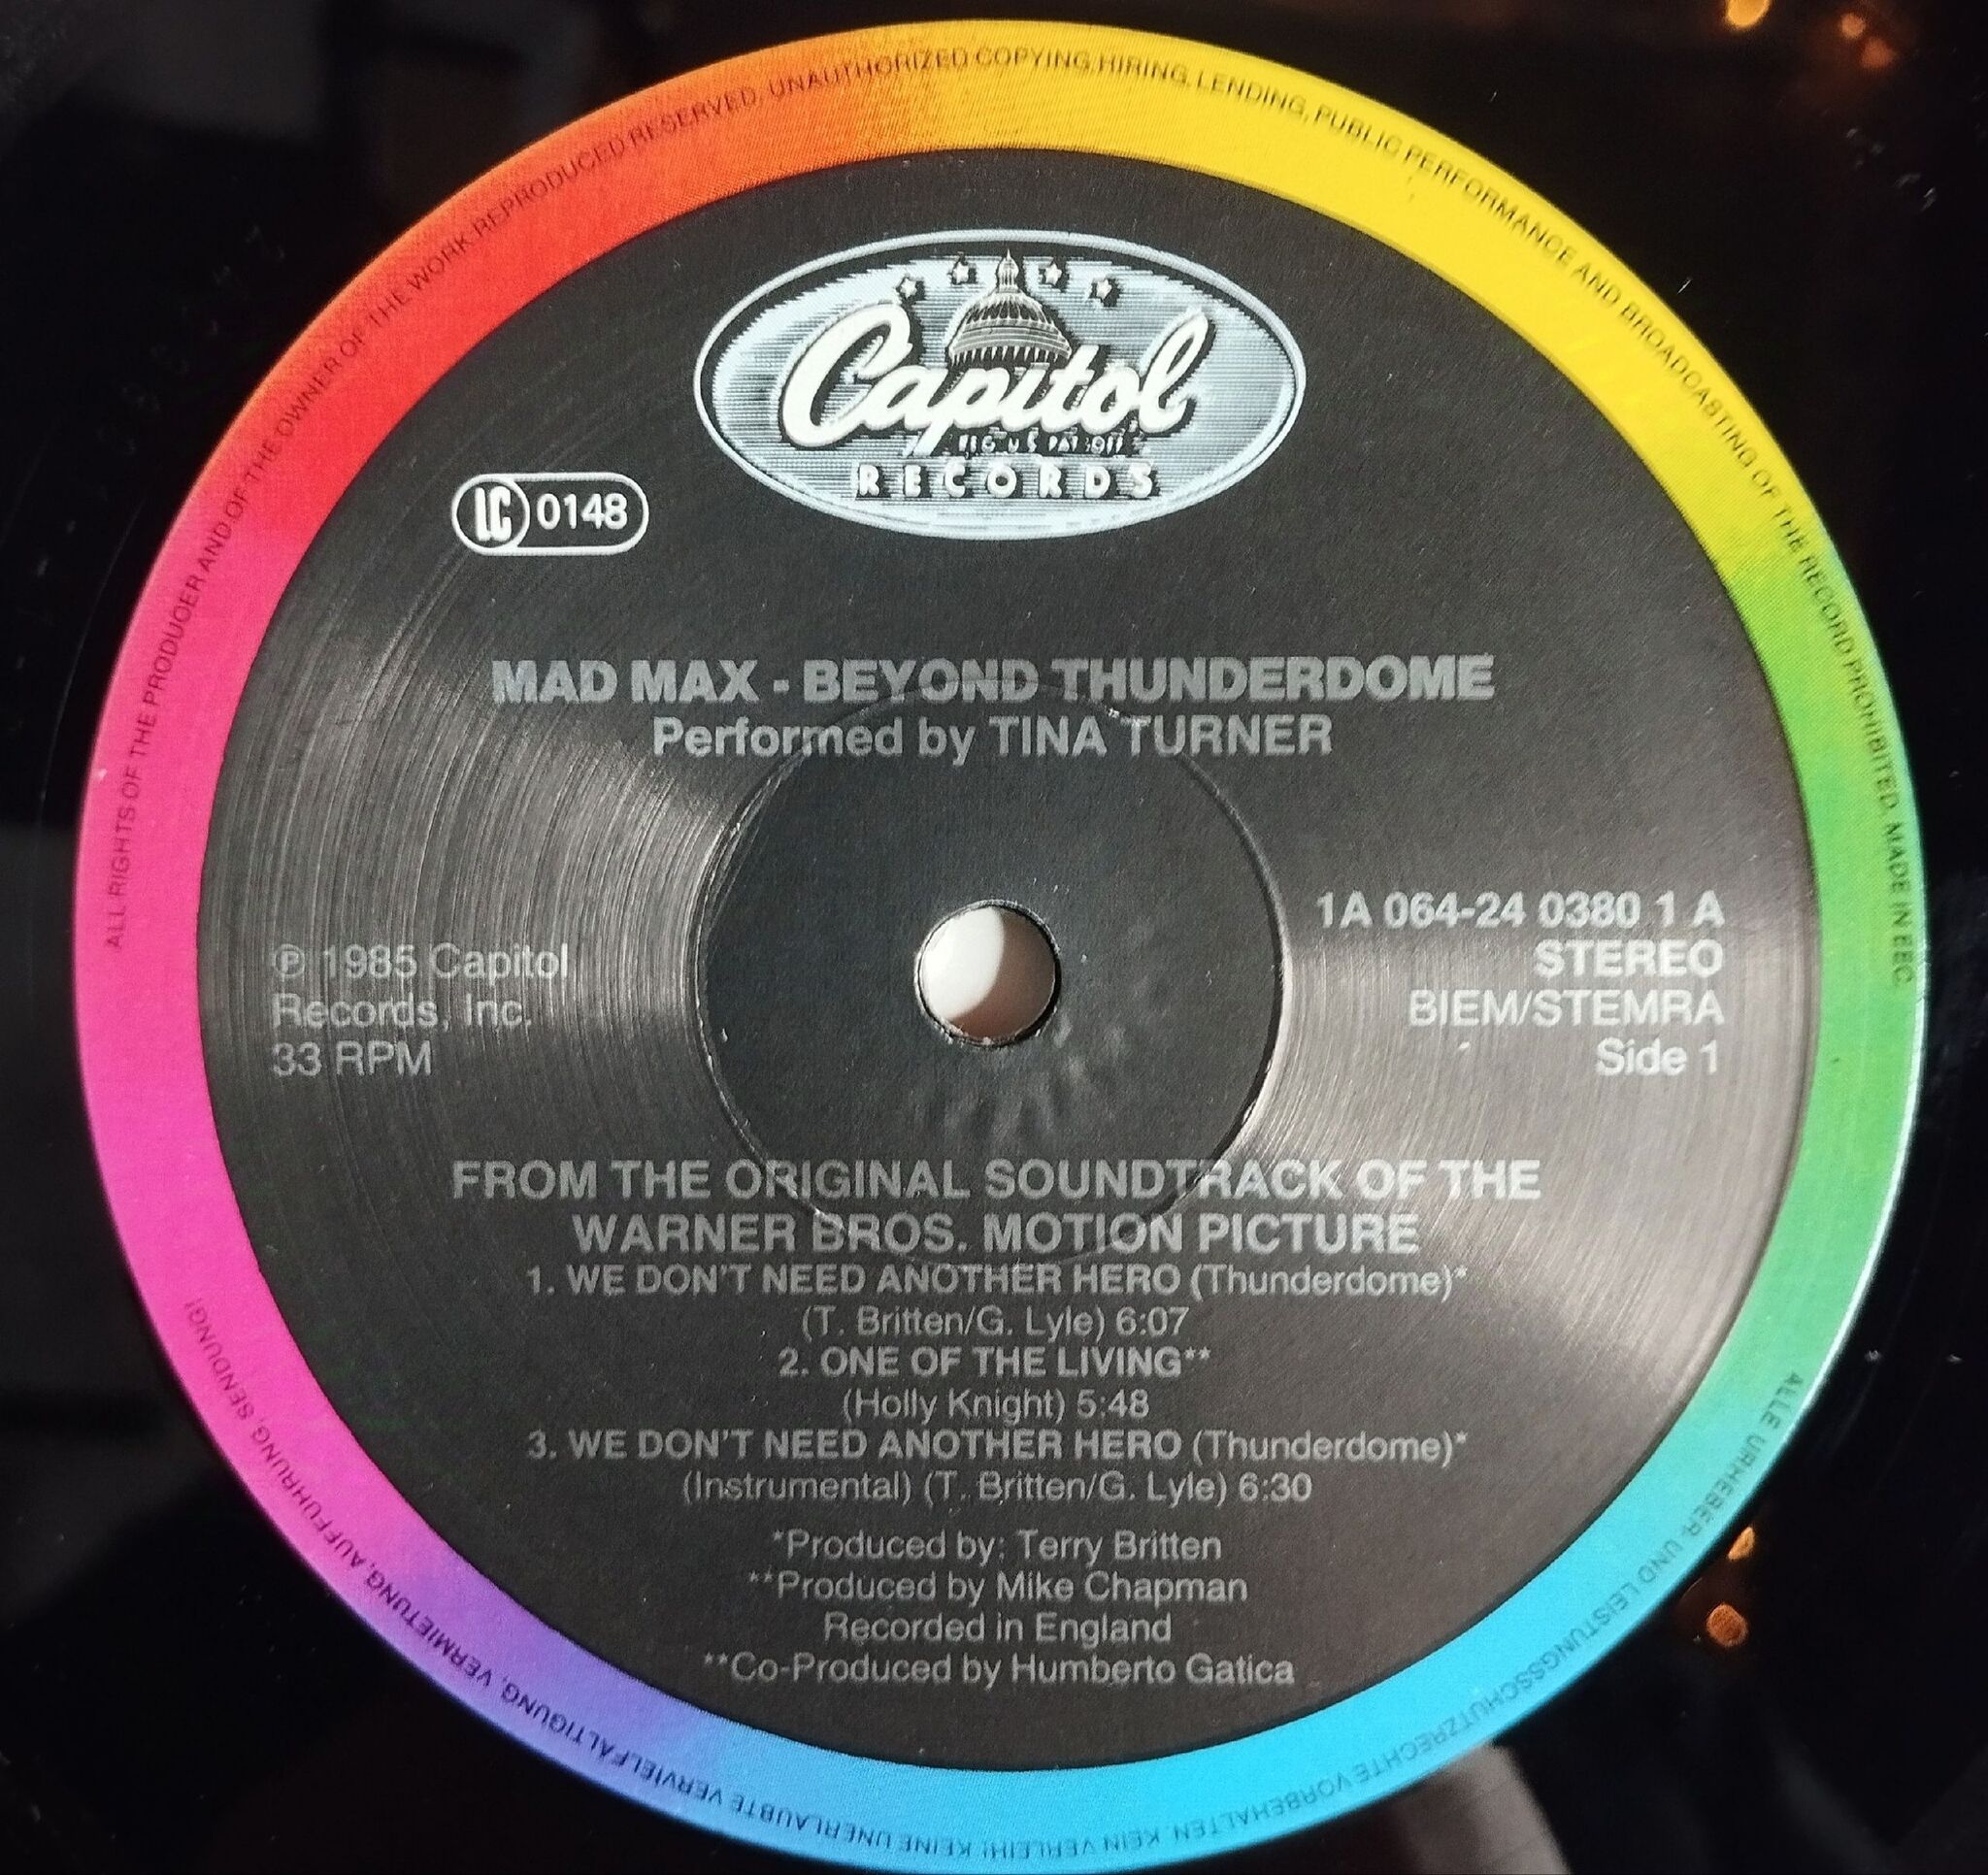 ALL RIGHTS OF THE PRODUCER AND OF THE OWNER OF THE WORK REPRODUCED RESERVED. UNAUTHORIZED COPYING, HIRING, LENDING, PUBLIC PERFORMANCE AND BROADCASTING OF THE RECORD PROHIBITED. MADE IN EEC.
Capitol
REG. U.S. PAT. OFF.
RECORDS
LC 0148
MAD MAX - BEYOND THUNDERDOME
Performed by TINA TURNER
1A 064-24 0380 1 A
STEREO
BIEM/STEMRA
Side 1
℗ 1985 Capitol
Records, Inc.
33 RPM
FROM THE ORIGINAL SOUNDTRACK OF THE
WARNER BROS. MOTION PICTURE
1. WE DON'T NEED ANOTHER HERO (Thunderdome)*
(T. Britten/G. Lyle) 6:07
2. ONE OF THE LIVING**
(Holly Knight) 5:48
3. WE DON'T NEED ANOTHER HERO (Thunderdome)*
(Instrumental) (T. Britten/G. Lyle) 6:30
*Produced by: Terry Britten
**Produced by Mike Chapman
Recorded in England
**Co-Produced by Humberto Gatica
ALLE URHEBER- UND LEISTUNGSSCHUTZRECHTE VORBEHALTEN. KEIN VERLEIH! KEINE UNERLAUBTE VERVIELFÄLTIGUNG, VERMIETUNG, AUFFÜHRUNG, SENDUNG!